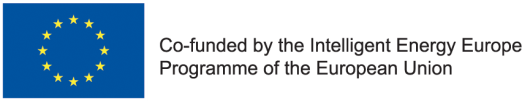 Co-funded by the Intelligent Energy Europe
Programme of the European Union